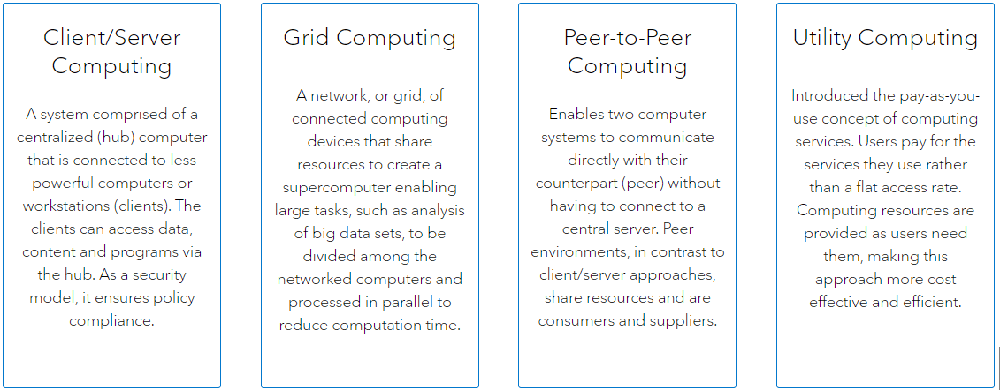 Client/Server
Computing
A system comprised of a
centralized (hub) computer
that is connected to less
powerful computers or
workstations (clients). The
clients can access data,
content and programs via
the hub. As a security
model, it ensures policy
compliance.
Grid Computing
A network, or grid, of
connected computing
devices that share
resources to create a
supercomputer enabling
large tasks, such as analysis
of big data sets, to be
divided among the
networked computers and
processed in parallel to
reduce computation time.
Peer-to-Peer
Computing
Enables two computer
systems to communicate
directly with their
counterpart (peer) without
having to connect to a
central server. Peer
environments, in contrast to
client/server approaches,
share resources and are
consumers and suppliers.
Utility Computing
Introduced the pay-as-you-
use concept of computing
services. Users pay for the
services they use rather
than a flat access rate.
Computing resources are
provided as users need
them, making this
approach more cost
effective and efficient.